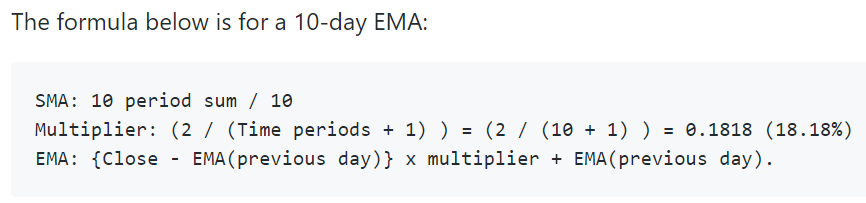 The formula below is for a 10-day EMA:
SMA: 10 period sum / 10
Multiplier: (2 / (Time periods + 1) ) = (2 / (10 + 1) ) = 0.1818 (18.18%)
EMA: {Close - EMA(previous day)} x multiplier + EMA(previous day).